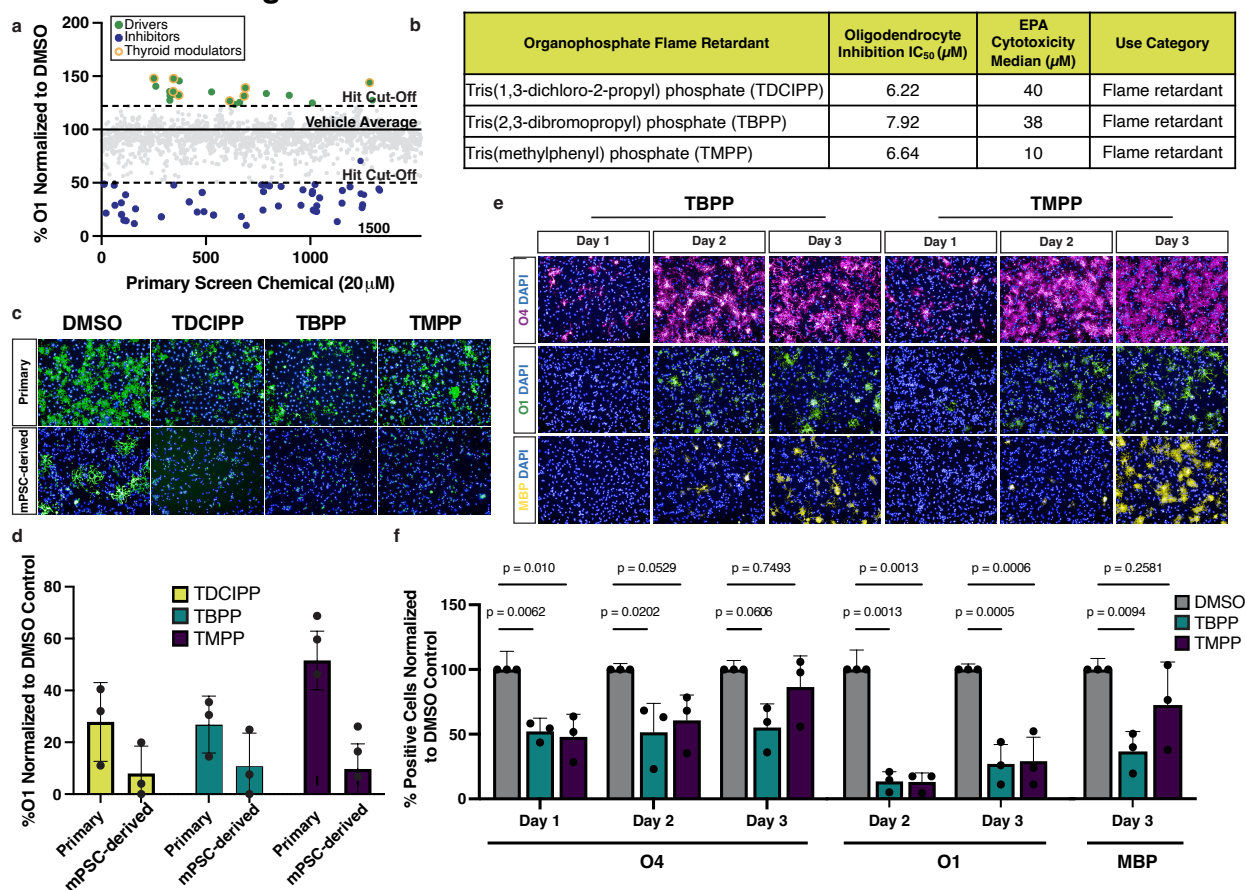 a
200
150
100
50
0
% O1 Normalized to DMSO
Drivers
Inhibitors
Thyroid modulators
Hit Cut-Off
Vehicle Average
Hit Cut-Off
0
500
1000
1500
Primary Screen Chemical (20 μM)
b
Organophosphate Flame Retardant
Oligodendrocyte Inhibition IC50 (μM)
EPA Cytotoxicity Median (μM)
Use Category
Tris(1,3-dichloro-2-propyl) phosphate (TDCIPP) 6.22 40 Flame retardant
Tris(2,3-dibromopropyl) phosphate (TBPP) 7.92 38 Flame retardant
Tris(methylphenyl) phosphate (TMPP) 6.64 10 Flame retardant
c
DMSO TDCIPP TBPP TMPP
Primary
mPSC-derived
d
80
60
40
20
0
%O1 Normalized to DMSO Control
TDCIPP
TBPP
TMPP
Primary mPSC-derived Primary mPSC-derived Primary mPSC-derived
e
TBPP TMPP
Day 1 Day 2 Day 3 Day 1 Day 2 Day 3
O4 DAPI
O1 DAPI
MBP DAPI
f
150
100
50
0
% Positive Cells Normalized
to DMSO Control
p = 0.010 p = 0.0529 p = 0.7493 p = 0.0013 p = 0.0006 p = 0.2581
p = 0.0062 p = 0.0202 p = 0.0606 p = 0.0013 p = 0.0005 p = 0.0094
DMSO
TBPP
TMPP
Day 1 Day 2 Day 3 Day 2 Day 3 Day 3
O4 O1 MBP